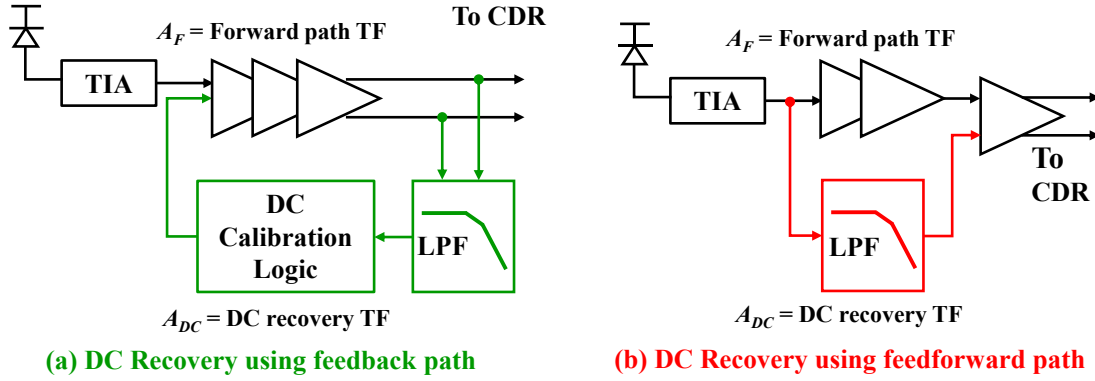 To CDR
A_F = Forward path TF
TIA
DC
Calibration
Logic
LPF
A_DC = DC recovery TF
(a) DC Recovery using feedback path
A_F = Forward path TF
TIA
To
CDR
LPF
A_DC = DC recovery TF
(b) DC Recovery using feedforward path